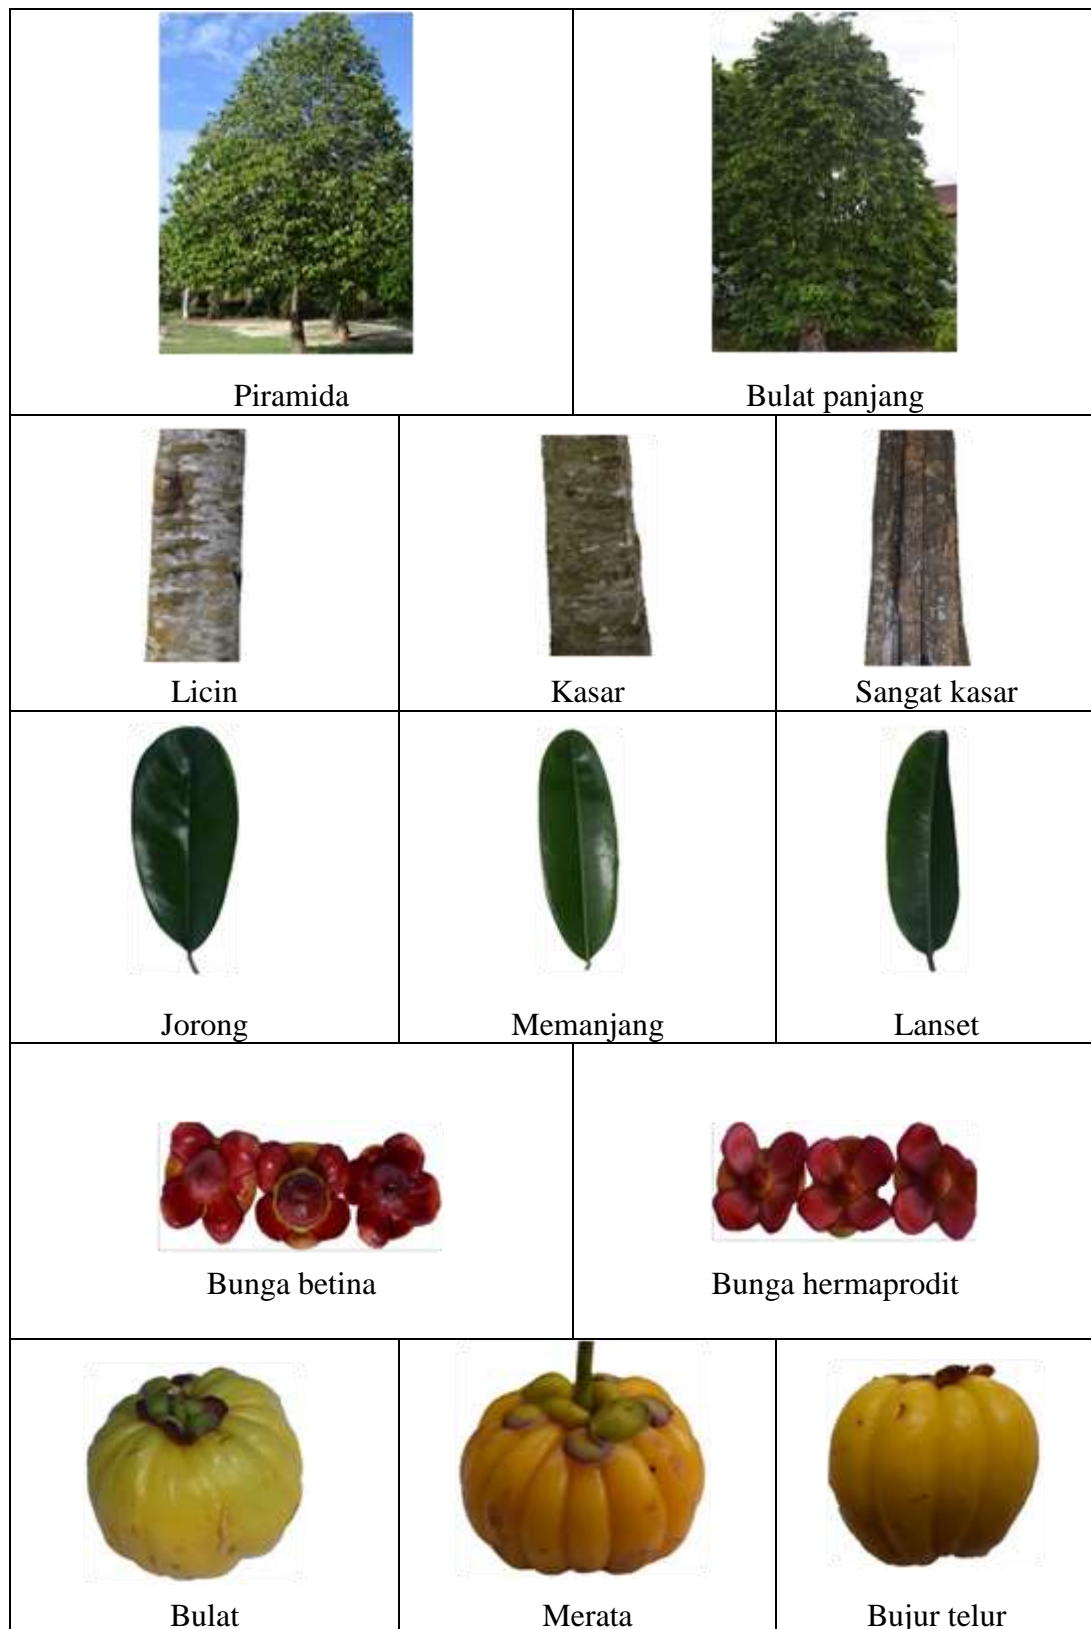 Piramida
Bulat panjang
Licin
Kasar
Sangat kasar
Jorong
Memanjang
Lanset
Bunga betina
Bunga hermaprodit
Bulat
Merata
Bujur telur